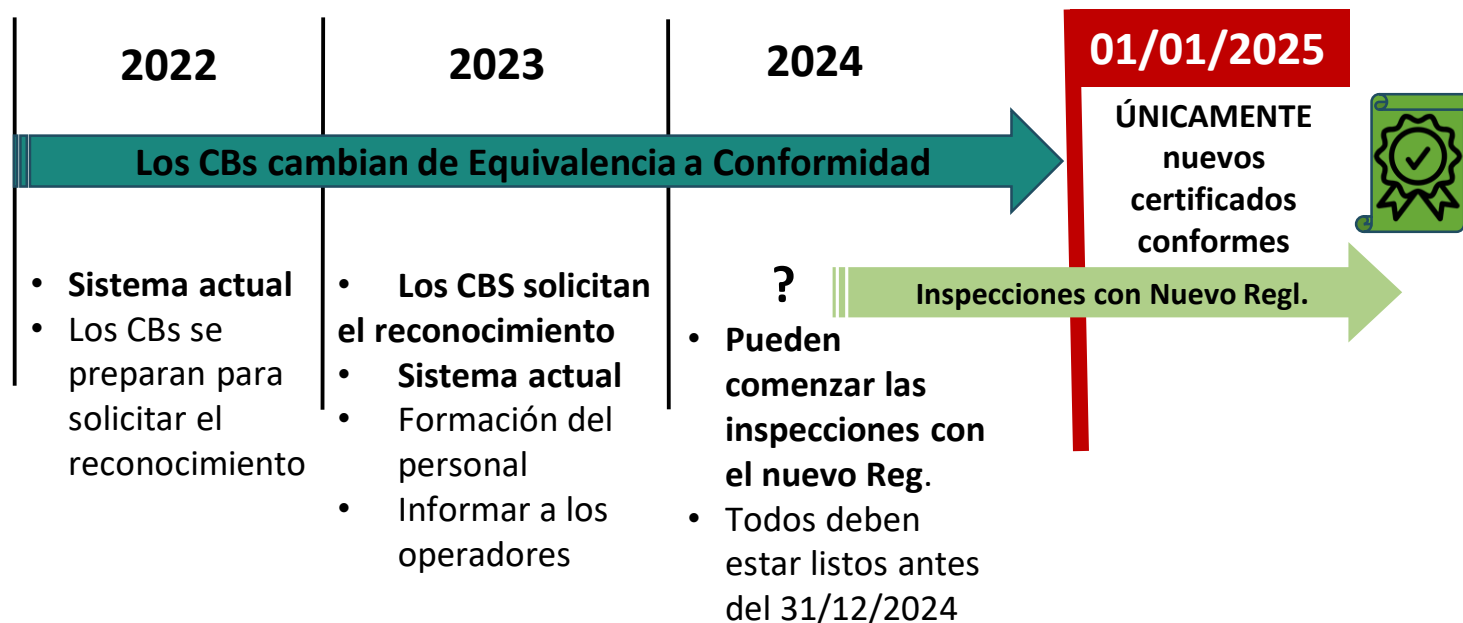 2022
2023
2024
01/01/2025
Los CBs cambian de Equivalencia a Conformidad
ÚNICAMENTE
nuevos
certificados
conformes
• Sistema actual
• Los CBs se
preparan para
solicitar el
reconocimiento
• Los CBS solicitan
el reconocimiento
• Sistema actual
• Formación del
personal
• Informar a los
operadores
?
• Pueden
comenzar las
inspecciones con
el nuevo Reg.
• Todos deben
estar listos antes
del 31/12/2024
Inspecciones con Nuevo Regl.